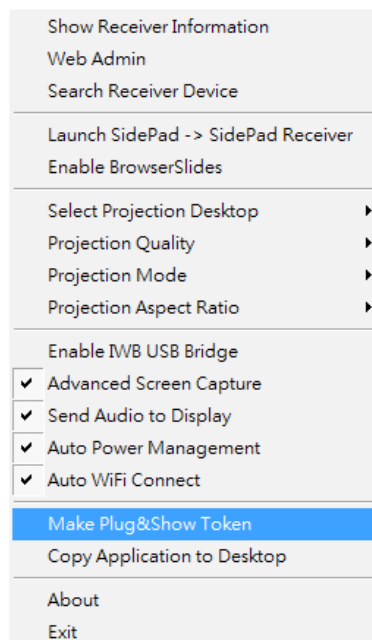 Show Receiver Information
Web Admin
Search Receiver Device
Launch SidePad -> SidePad Receiver
Enable BrowserSlides
Select Projection Desktop
Projection Quality
Projection Mode
Projection Aspect Ratio
Enable IWB USB Bridge
Advanced Screen Capture
Send Audio to Display
Auto Power Management
Auto WiFi Connect
Make Plug&Show Token
Copy Application to Desktop
About
Exit